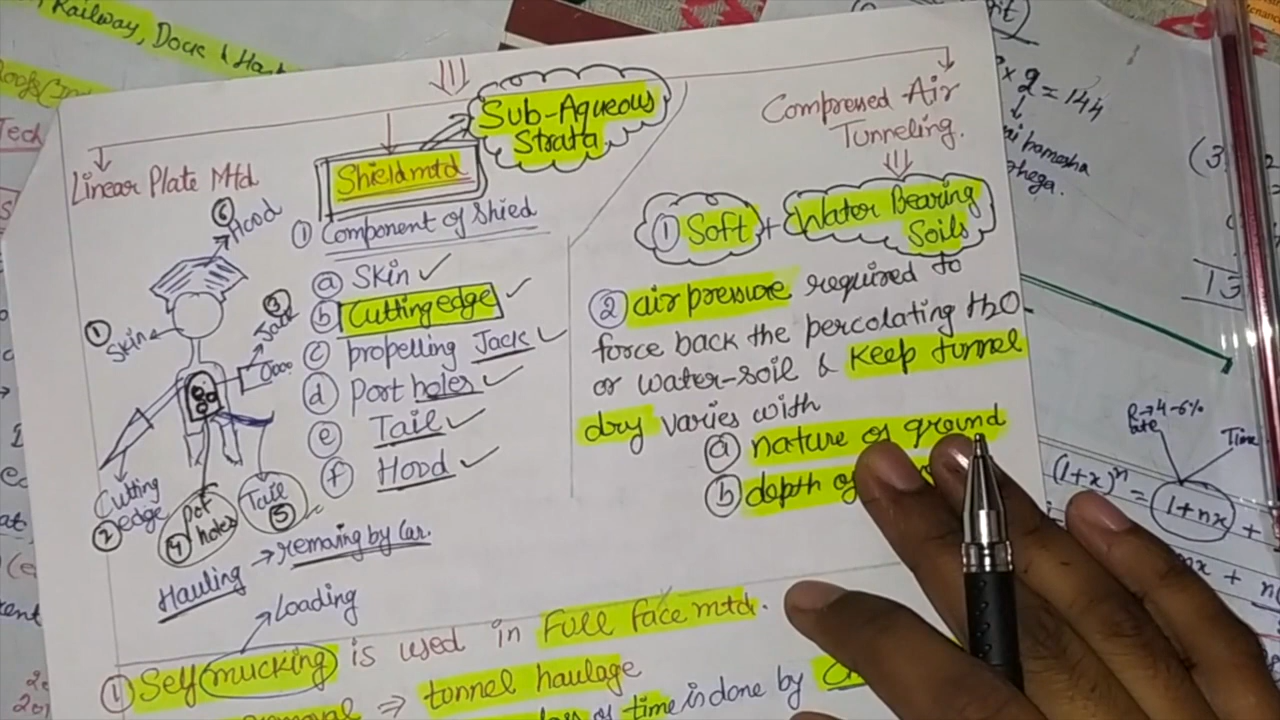 Railway, Dock &
Sub-Aqueous
Strata
Compressed Air
Tunneling.
Linear Plate Mtd
Shield mtd
① Component of Shied
ⓐ Skin ✓
ⓑ Cutting edge ✓
ⓒ propelling Jack ✓
ⓓ Port holes ✓
ⓔ Tail ✓
ⓕ Hood ✓
⑥
Hood
① Skin
③
Jack
Cutting
② edge
④
holes
Tail
⑤
Hauling → removing by Car.
Loading
① Soft + Water Bearing
Soils
② air pressure required to
force back the percolating H2O
or water-soil & Keep tunnel
dry varies with
ⓐ nature of ground
ⓑ depth of
① Self mucking is used in Full face mtd.
⇒ tunnel haulage
of time is done by
× 2 = 144
hamesha
R → 4-6%
Time
(1+x)ⁿ = 1+nx +